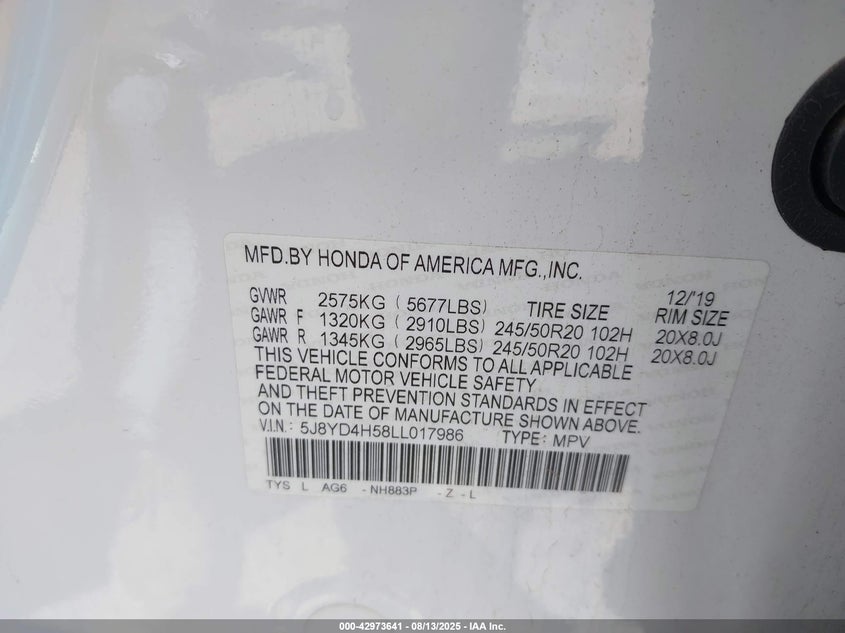 MFD.BY HONDA OF AMERICA MFG.,INC.
12/'19
GVWR 2575KG ( 5677LBS) TIRE SIZE RIM SIZE
GAWR F 1320KG ( 2910LBS) 245/50R20 102H 20X8.0J
GAWR R 1345KG ( 2965LBS) 245/50R20 102H 20X8.0J
THIS VEHICLE CONFORMS TO ALL APPLICABLE
FEDERAL MOTOR VEHICLE SAFETY
AND THEFT PREVENTION STANDARDS IN EFFECT
ON THE DATE OF MANUFACTURE SHOWN ABOVE.
V.I.N.: 5J8YD4H58LL017986 TYPE: MPV
TYS L AG6 - NH883P - Z - L
000-42973641 - 08/13/2025 - IAA Inc.